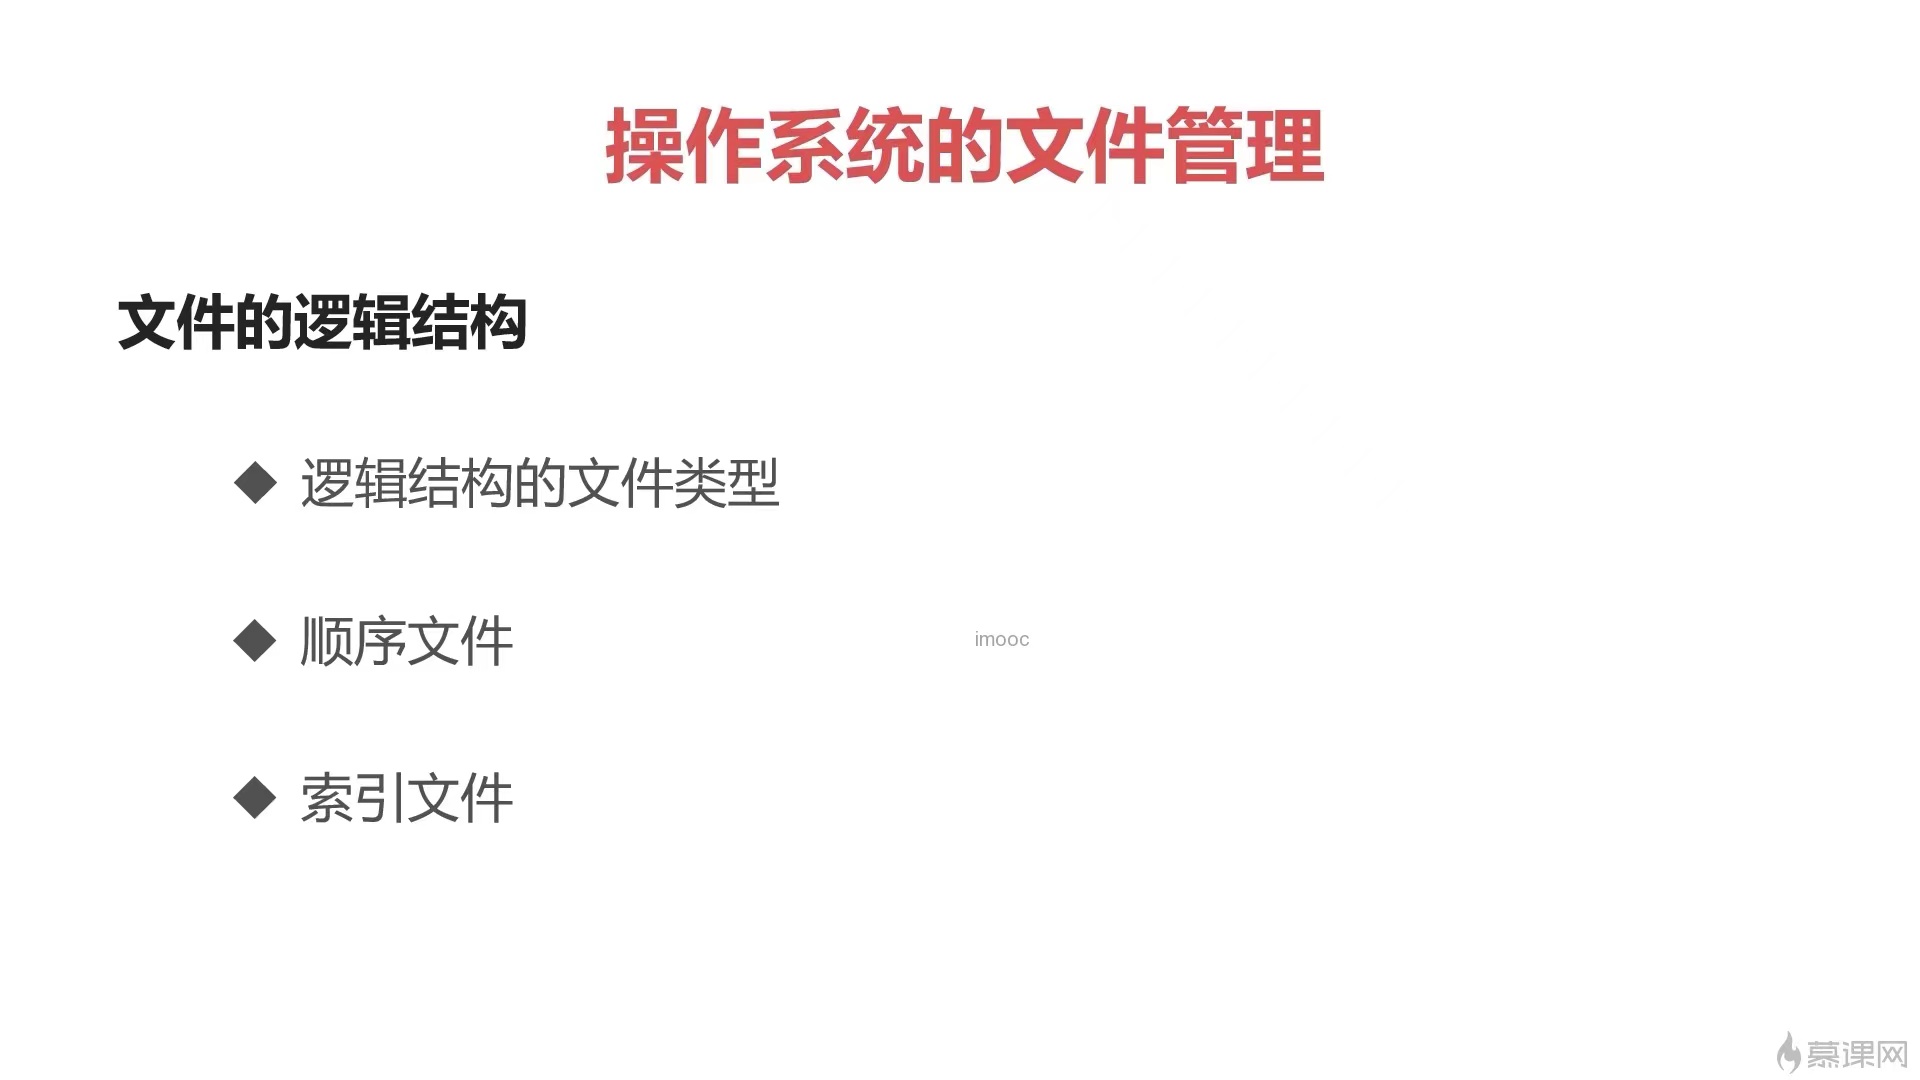 操作系统的文件管理
文件的逻辑结构
◆ 逻辑结构的文件类型
◆ 顺序文件
imooc
◆ 索引文件
慕课网